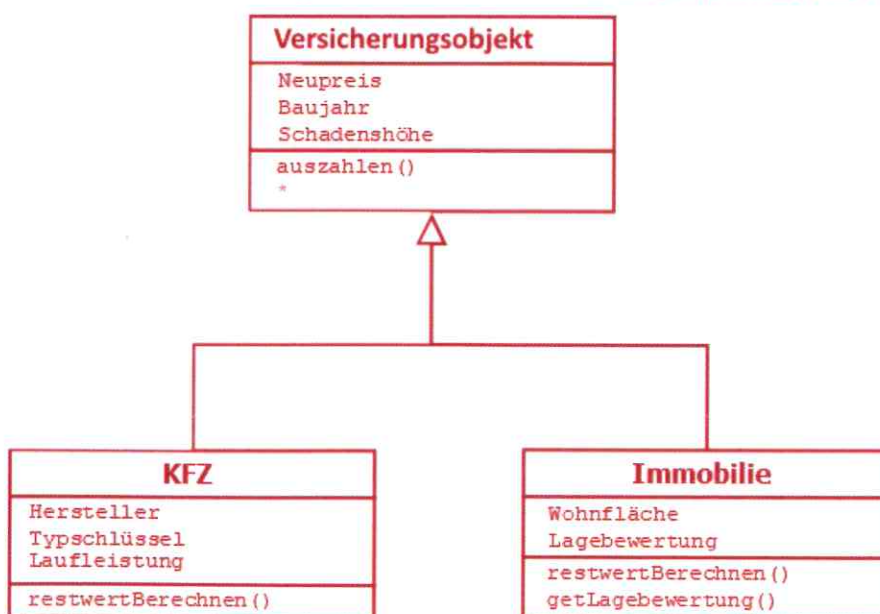 Versicherungsobjekt
Neupreis
Baujahr
Schadenshöhe
auszahlen()
*
KFZ
Hersteller
Typschlüssel
Laufleistung
restwertBerechnen()
Immobilie
Wohnfläche
Lagebewertung
restwertBerechnen()
getLagebewertung()